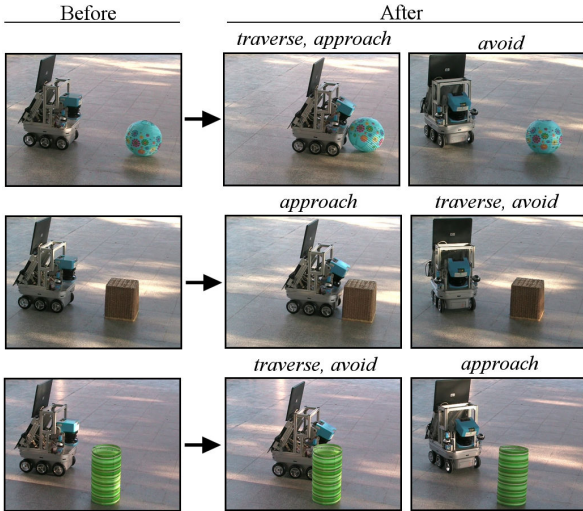 Before
After
traverse, approach
avoid
approach
traverse, avoid
traverse, avoid
approach